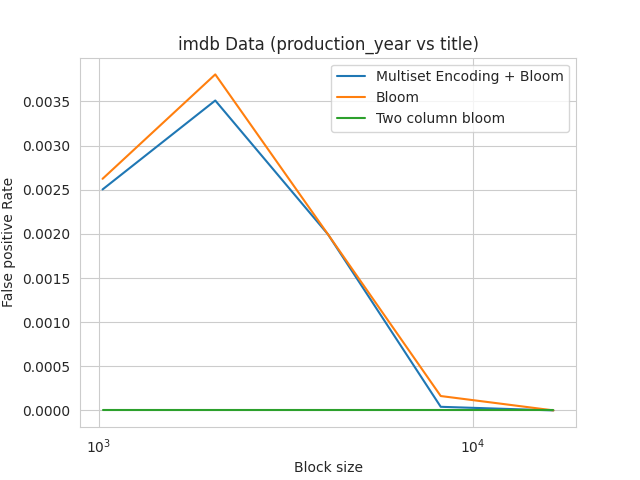 imdb Data (production_year vs title)
Multiset Encoding + Bloom
Bloom
Two column bloom
False positive Rate
0.0035
0.0030
0.0025
0.0020
0.0015
0.0010
0.0005
0.0000
10³
10⁴
Block size